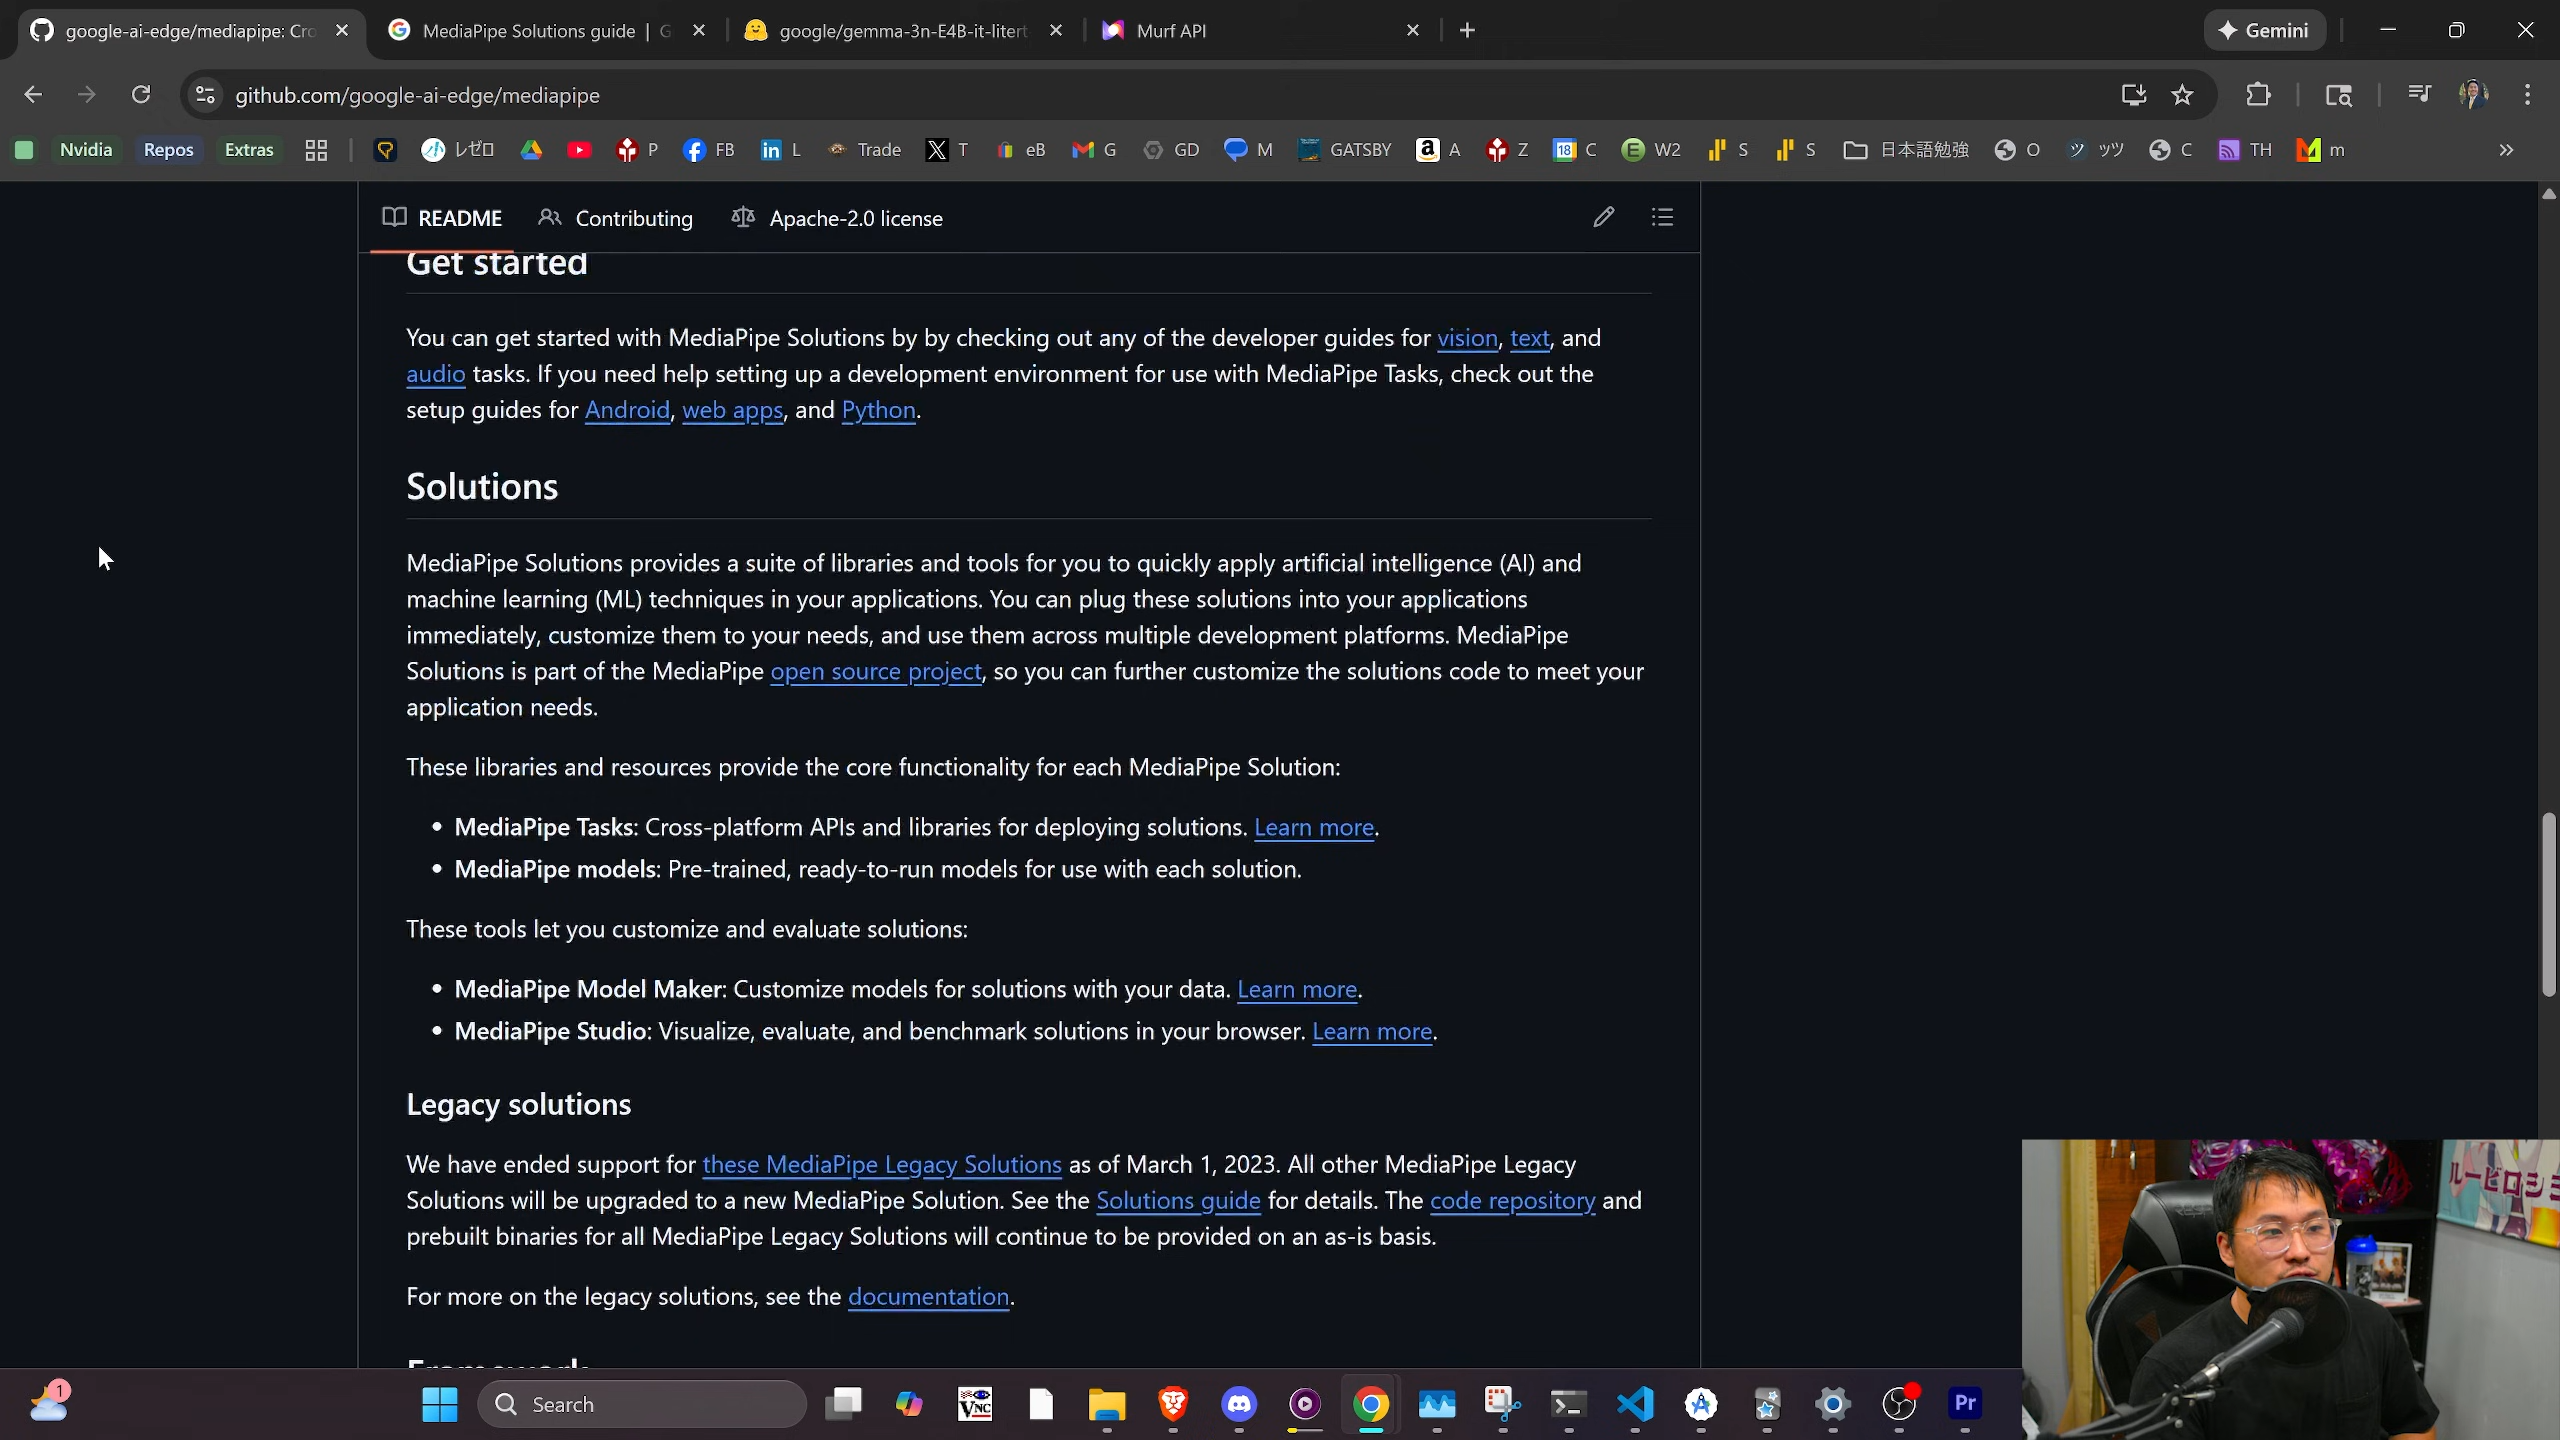 google-ai-edge/mediapipe: Cro
MediaPipe Solutions guide | G
google/gemma-3n-E4B-it-litert
Murf API
Gemini
github.com/google-ai-edge/mediapipe
Nvidia
Repos
Extras
レゼロ
P
FB
L
Trade
T
eB
G
GD
M
GATSBY
A
Z
18
C
W2
S
S
日本語勉強
O
ッツ
C
TH
m
README
Contributing
Apache-2.0 license
Get started
You can get started with MediaPipe Solutions by by checking out any of the developer guides for vision, text, and
audio tasks. If you need help setting up a development environment for use with MediaPipe Tasks, check out the
setup guides for Android, web apps, and Python.
Solutions
MediaPipe Solutions provides a suite of libraries and tools for you to quickly apply artificial intelligence (AI) and
machine learning (ML) techniques in your applications. You can plug these solutions into your applications
immediately, customize them to your needs, and use them across multiple development platforms. MediaPipe
Solutions is part of the MediaPipe open source project, so you can further customize the solutions code to meet your
application needs.
These libraries and resources provide the core functionality for each MediaPipe Solution:
• MediaPipe Tasks: Cross-platform APIs and libraries for deploying solutions. Learn more.
• MediaPipe models: Pre-trained, ready-to-run models for use with each solution.
These tools let you customize and evaluate solutions:
• MediaPipe Model Maker: Customize models for solutions with your data. Learn more.
• MediaPipe Studio: Visualize, evaluate, and benchmark solutions in your browser. Learn more.
Legacy solutions
We have ended support for these MediaPipe Legacy Solutions as of March 1, 2023. All other MediaPipe Legacy
Solutions will be upgraded to a new MediaPipe Solution. See the Solutions guide for details. The code repository and
prebuilt binaries for all MediaPipe Legacy Solutions will continue to be provided on an as-is basis.
For more on the legacy solutions, see the documentation.
Framework
1
Search
VNC
Pr